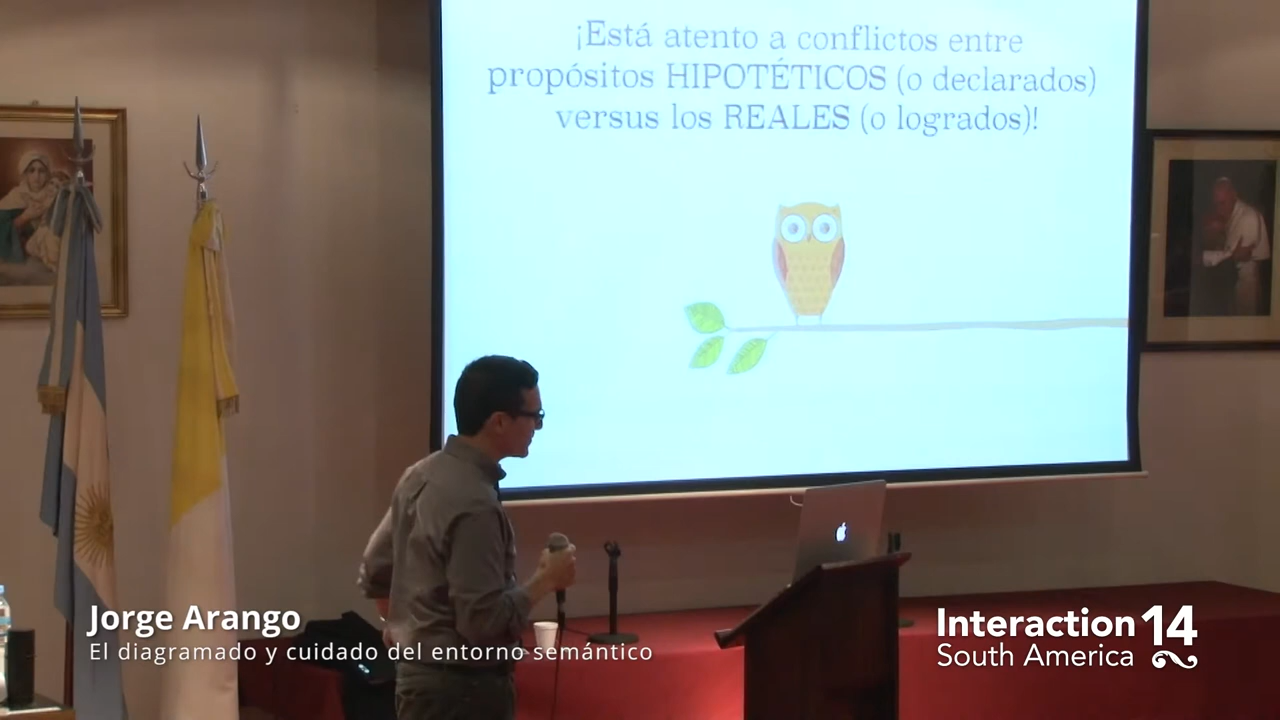 ¡Está atento a conflictos entre
propósitos HIPOTÉTICOS (o declarados)
versus los REALES (o logrados)!
Jorge Arango
El diagramado y cuidado del entorno semántico
Interaction 14
South America